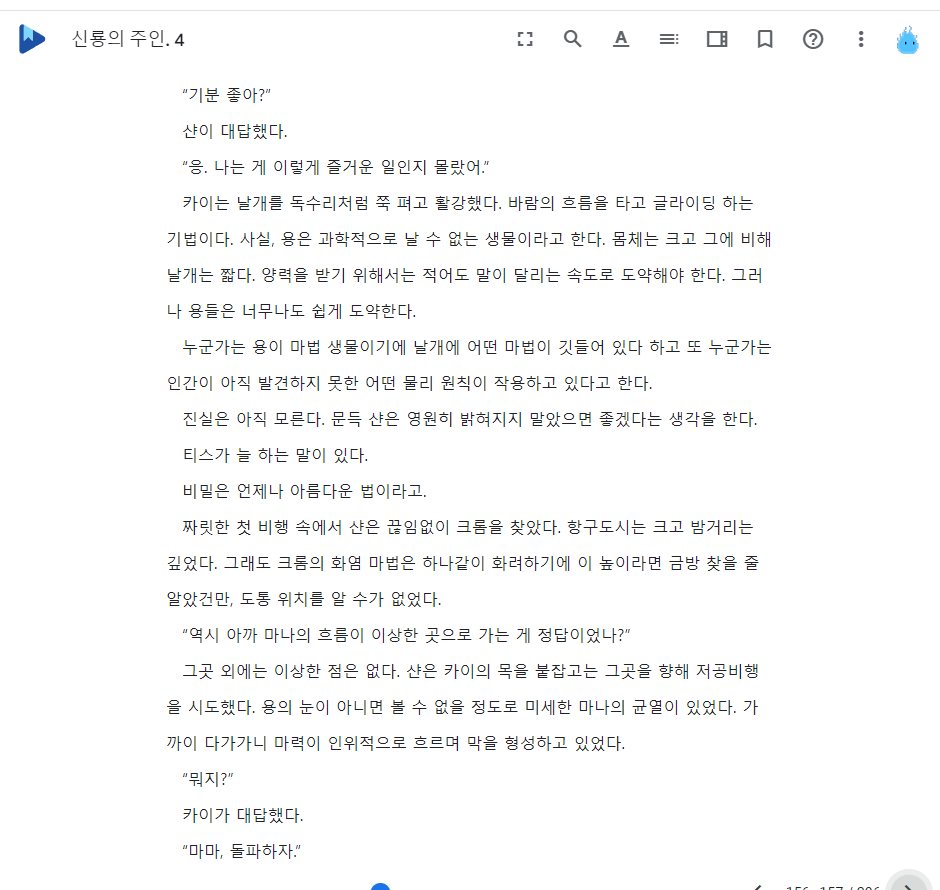 신룡의 주인. 4
“기분 좋아?”
샨이 대답했다.
“응. 나는 게 이렇게 즐거운 일인지 몰랐어.”
카이는 날개를 독수리처럼 쭉 펴고 활강했다. 바람의 흐름을 타고 글라이딩 하는
기법이다. 사실, 용은 과학적으로 날 수 없는 생물이라고 한다. 몸체는 크고 그에 비해
날개는 짧다. 양력을 받기 위해서는 적어도 말이 달리는 속도로 도약해야 한다. 그러
나 용들은 너무나도 쉽게 도약한다.
누군가는 용이 마법 생물이기에 날개에 어떤 마법이 깃들어 있다 하고 또 누군가는
인간이 아직 발견하지 못한 어떤 물리 원칙이 작용하고 있다고 한다.
진실은 아직 모른다. 문득 샨은 영원히 밝혀지지 말았으면 좋겠다는 생각을 한다.
티스가 늘 하는 말이 있다.
비밀은 언제나 아름다운 법이라고.
짜릿한 첫 비행 속에서 샨은 끊임없이 크롬을 찾았다. 항구도시는 크고 밤거리는
깊었다. 그래도 크롬의 화염 마법은 하나같이 화려하기에 이 높이라면 금방 찾을 줄
알았건만, 도통 위치를 알 수가 없었다.
“역시 아까 마나의 흐름이 이상한 곳으로 가는 게 정답이었나?”
그곳 외에는 이상한 점은 없다. 샨은 카이의 목을 붙잡고는 그곳을 향해 저공비행
을 시도했다. 용의 눈이 아니면 볼 수 없을 정도로 미세한 마나의 균열이 있었다. 가
까이 다가가니 마력이 인위적으로 흐르며 막을 형성하고 있었다.
“뭐지?”
카이가 대답했다.
“마마, 돌파하자.”